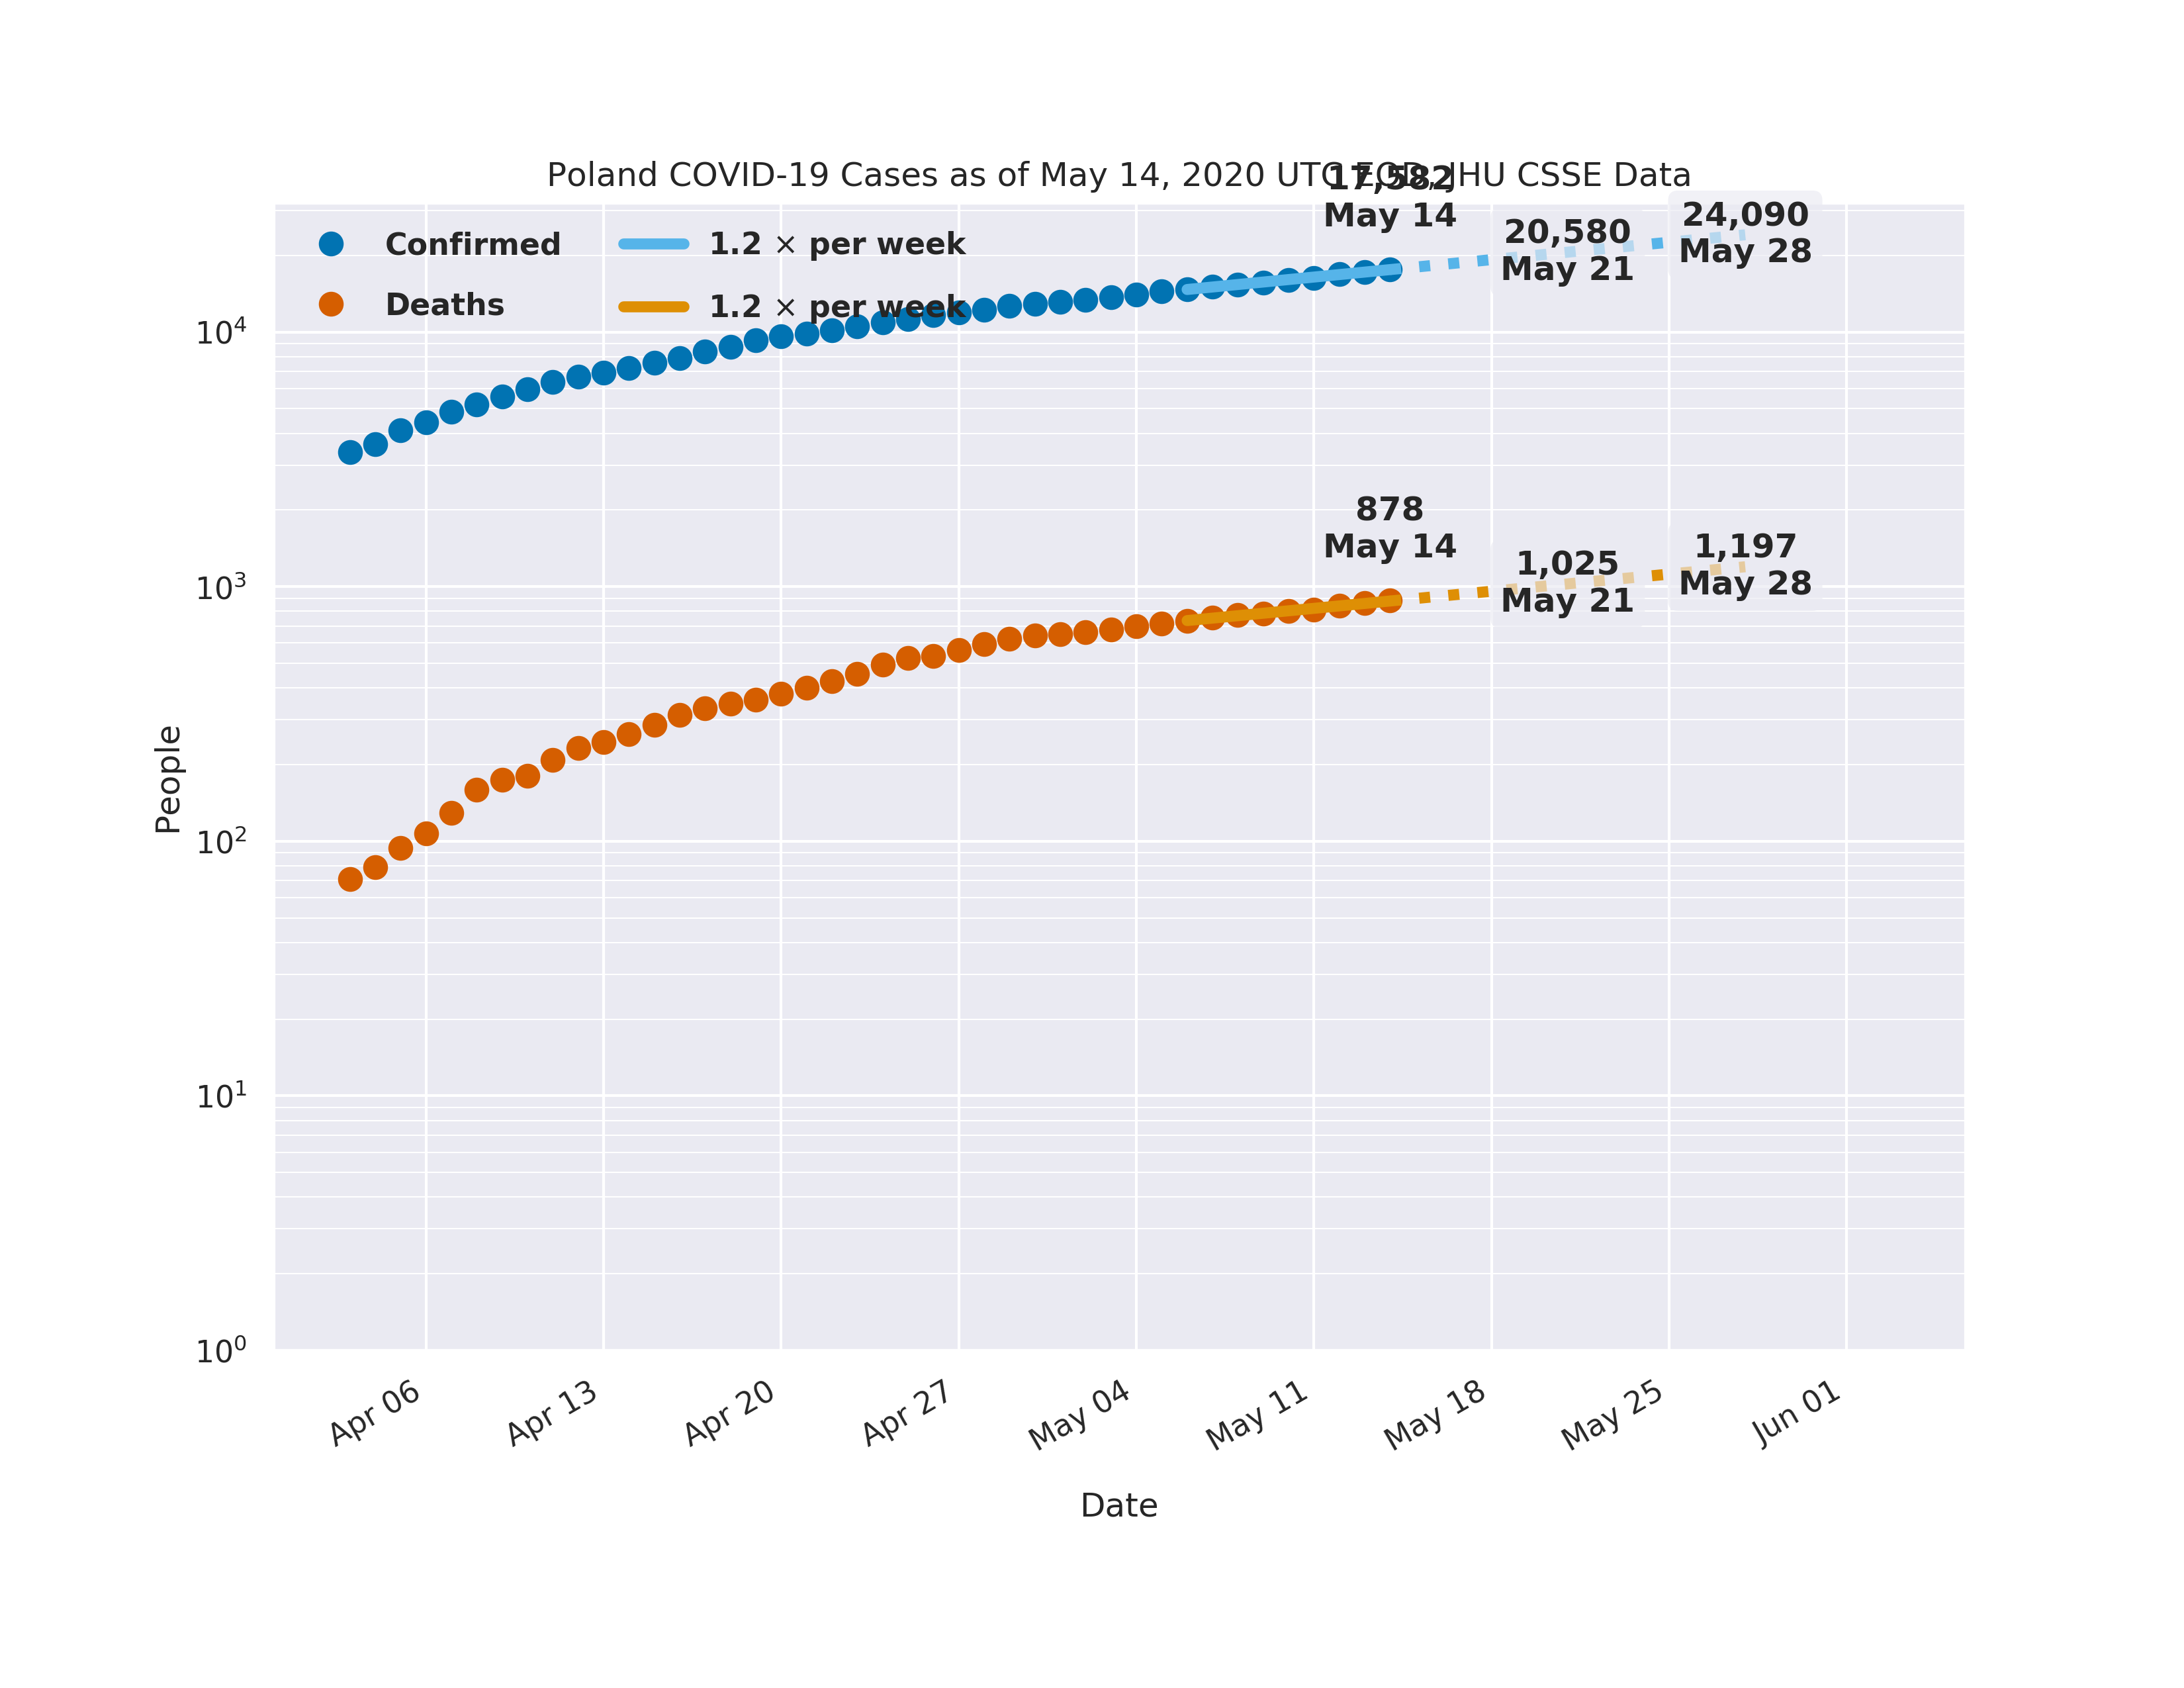 Poland COVID-19 Cases as of May 14, 2020 UTC EOD, JHU CSSE Data
17,582
May 14
20,580
May 21
24,090
May 28
Confirmed
1.2 × per week
Deaths
1.2 × per week
878
May 14
1,025
May 21
1,197
May 28
People
10⁴
10³
10²
10¹
10⁰
Apr 06
Apr 13
Apr 20
Apr 27
May 04
May 11
May 18
May 25
Jun 01
Date